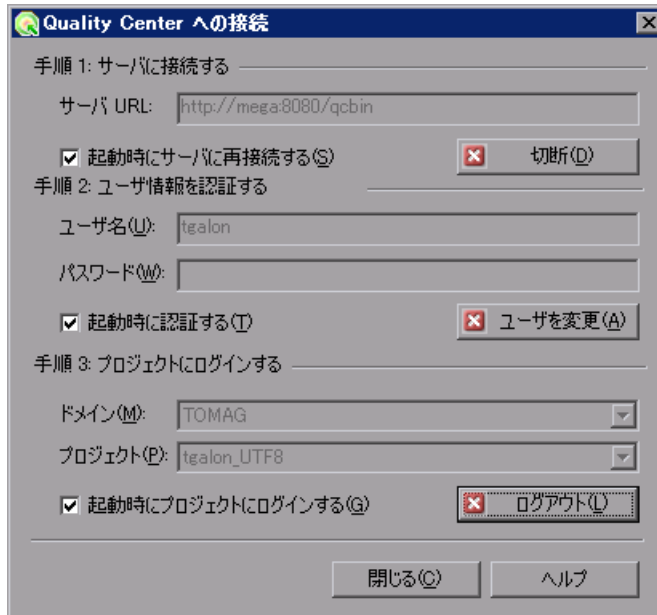 Quality Center への接続
手順 1: サーバに接続する
サーバ URL: http://mega:8080/qcbin
起動時にサーバに再接続する(S) 切断(D)
手順 2: ユーザ情報を認証する
ユーザ名(U): tgalon
パスワード(W):
起動時に認証する(T) ユーザを変更(A)
手順 3: プロジェクトにログインする
ドメイン(M): TOMAG
プロジェクト(P): tgalon_UTF8
起動時にプロジェクトにログインする(G) ログアウト(L)
閉じる(C) ヘルプ